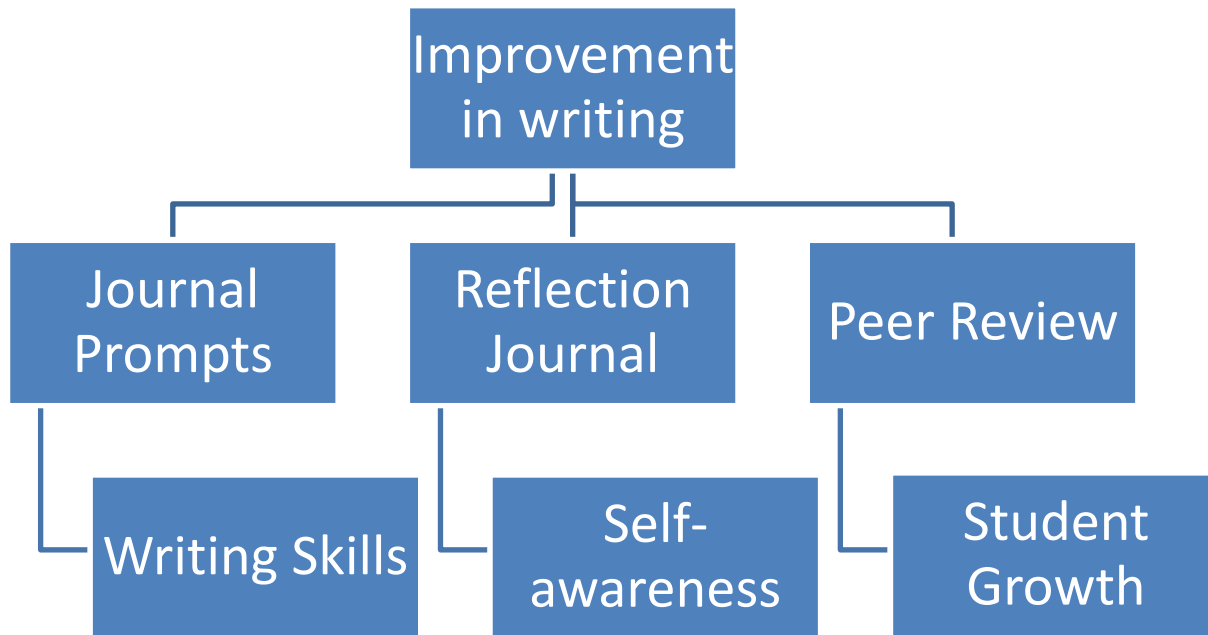 Improvement
in writing
Journal
Prompts
Reflection
Journal
Peer Review
Writing Skills
Self-
awareness
Student
Growth